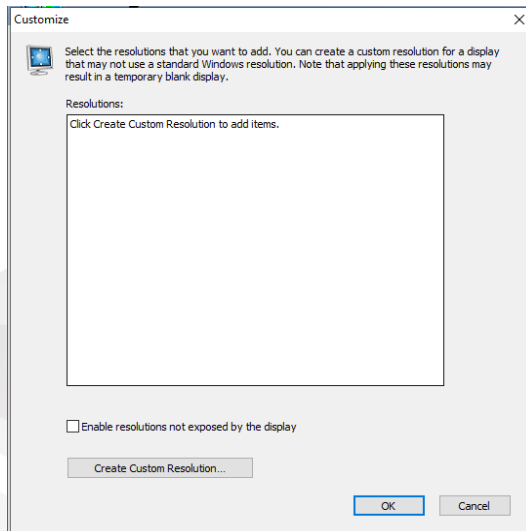 Customize
Select the resolutions that you want to add. You can create a custom resolution for a display
that may not use a standard Windows resolution. Note that applying these resolutions may
result in a temporary blank display.
Resolutions:
Click Create Custom Resolution to add items.
Enable resolutions not exposed by the display
Create Custom Resolution...
OK
Cancel